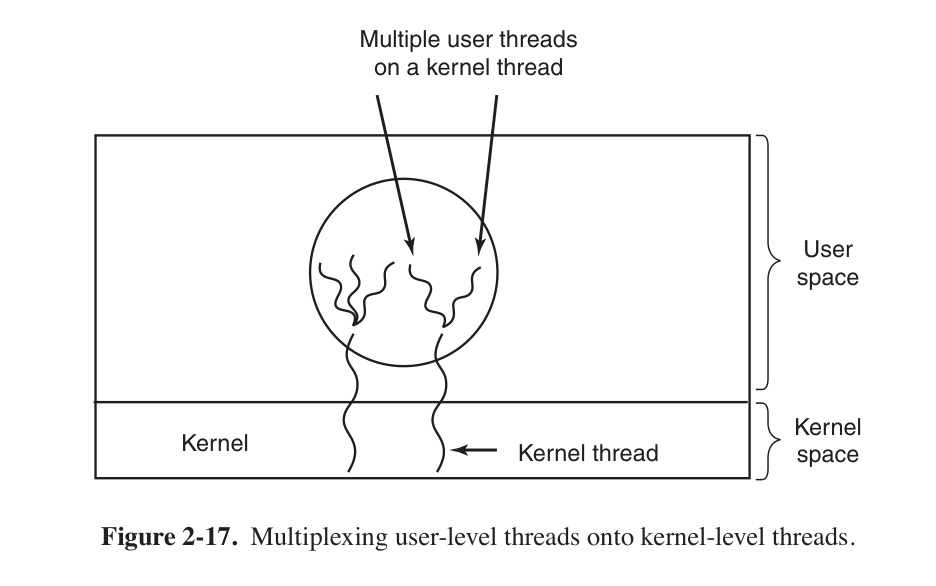 Multiple user threads
on a kernel thread
User
space
Kernel
Kernel thread
Kernel
space
Figure 2-17. Multiplexing user-level threads onto kernel-level threads.